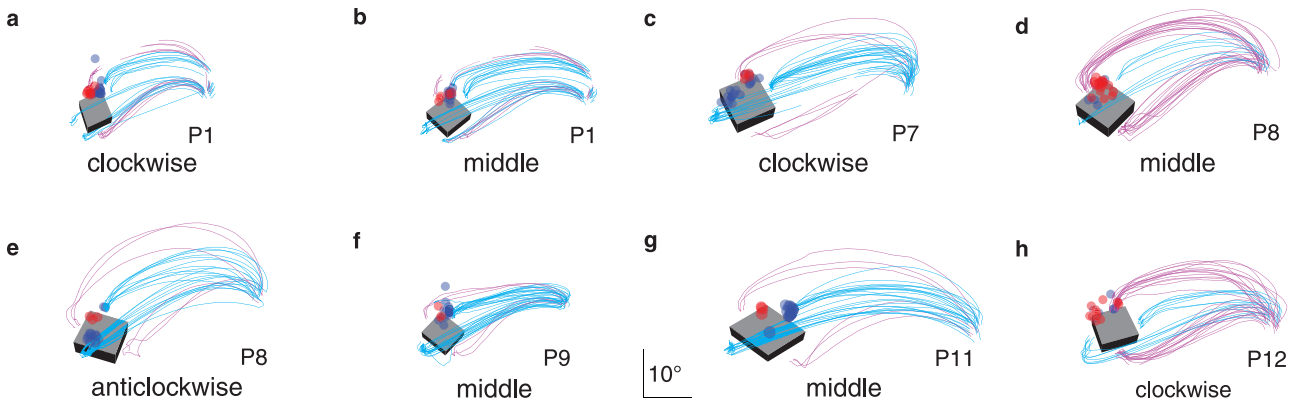 a
P1
clockwise
b
P1
middle
c
P7
clockwise
d
P8
middle
e
P8
anticlockwise
f
P9
middle
g
P11
middle
10°
h
P12
clockwise